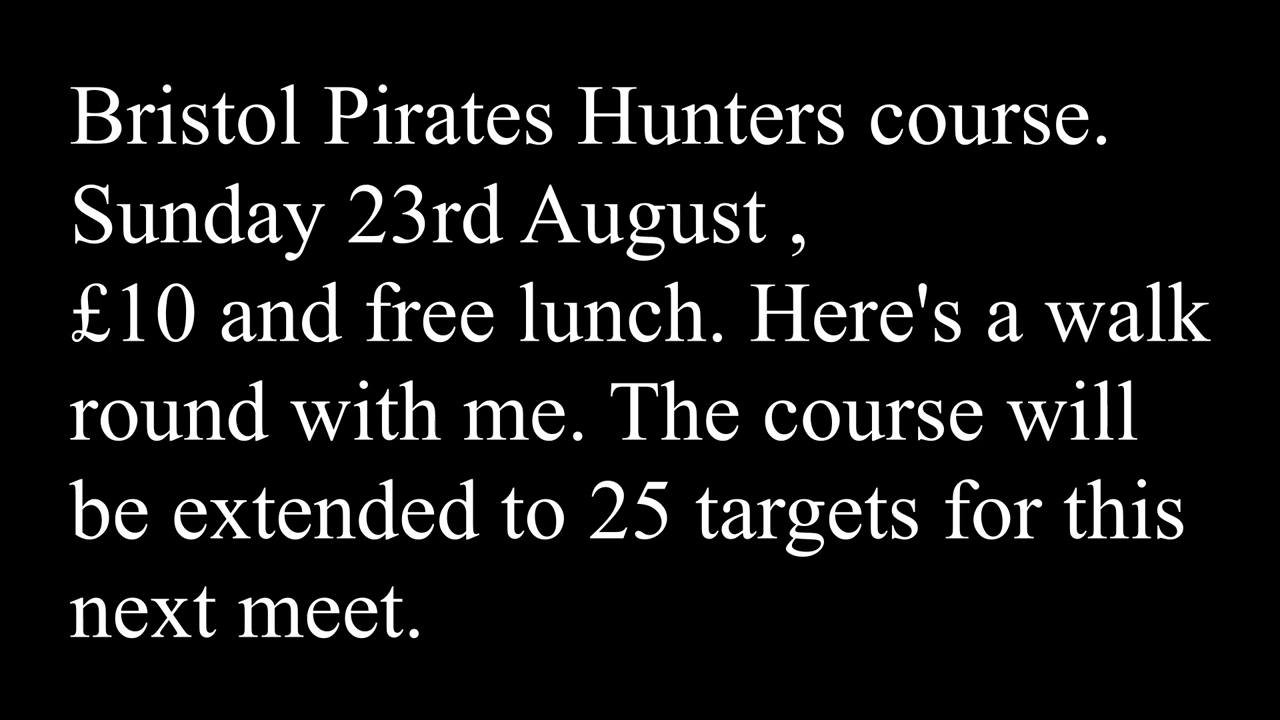 Bristol Pirates Hunters course.
Sunday 23rd August ,
£10 and free lunch. Here's a walk
round with me. The course will
be extended to 25 targets for this
next meet.